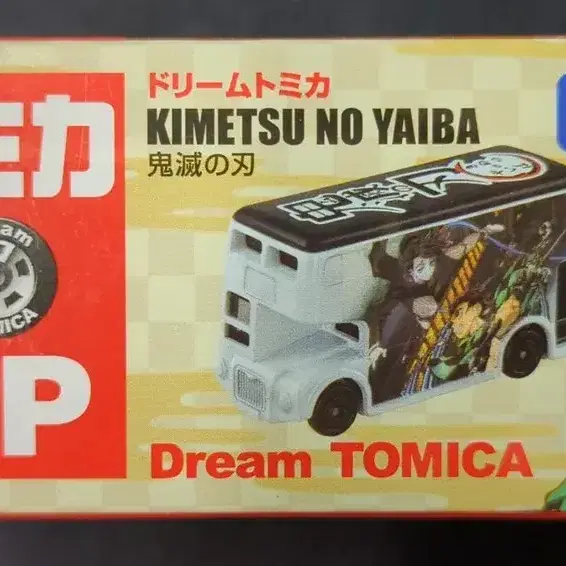 ドリームトミカ
KIMETSU NO YAIBA
鬼滅の刃
ミカ
P
Dream TOMICA